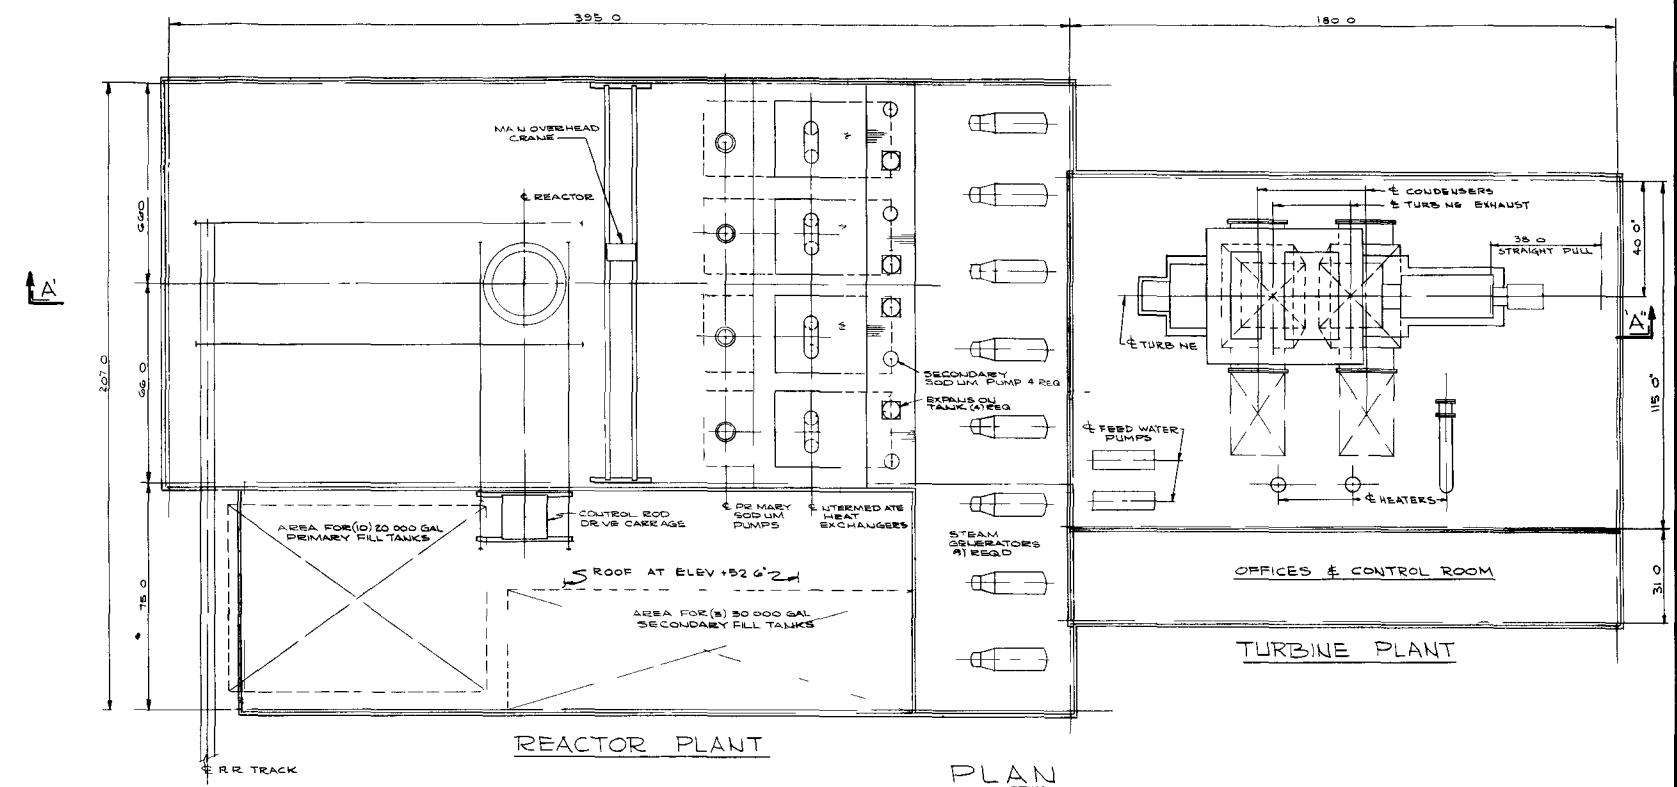 395 0
180 0
MAIN OVERHEAD
CRANE
℄ REACTOR
℄ CONDENSERS
℄ TURBINE EXHAUST
38 0
STRAIGHT PULL
40 0"
66 0
A'
'A"
℄ TURBINE
207 0
66 0
115 0"
SECONDARY
SODIUM PUMP 4 REQ
EXPANSION
TANK (4) REQ
℄ FEED WATER
PUMPS
℄ HEATERS
CONTROL ROD
DRIVE CARRAGE
℄ PRIMARY
SODIUM
PUMPS
℄ INTERMEDIATE
HEAT
EXCHANGERS
AREA FOR (10) 20 000 GAL
PRIMARY FILL TANKS
STEAM
GENERATORS
9) REQD
ROOF AT ELEV +52 6"
OFFICES & CONTROL ROOM
31 0
75 0
AREA FOR (3) 30 000 GAL
SECONDARY FILL TANKS
TURBINE PLANT
REACTOR PLANT
℄ R.R. TRACK
PLAN